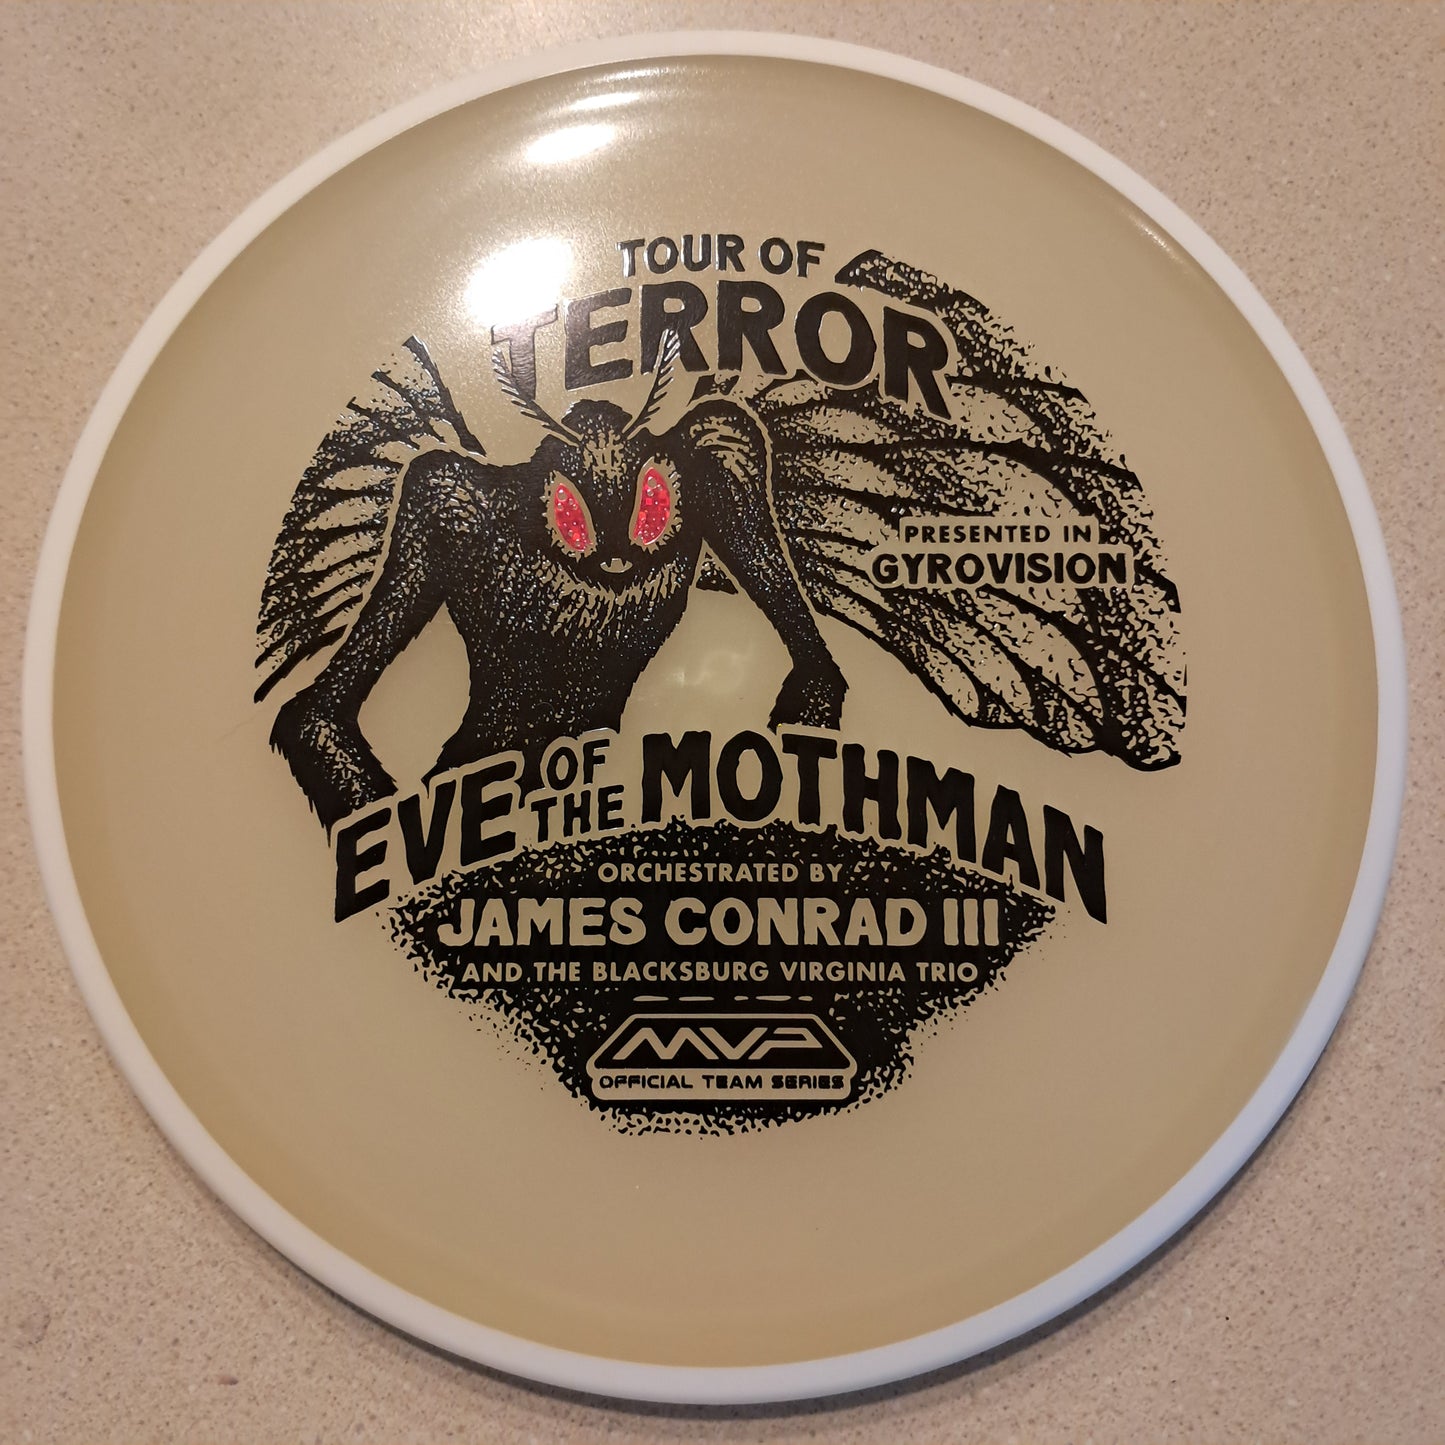 TOUR OF
TERROR
PRESENTED IN
GYROVISION
EVE OF THE MOTHMAN
ORCHESTRATED BY
JAMES CONRAD III
AND THE BLACKSBURG VIRGINIA TRIO
MVP
OFFICIAL TEAM SERIES